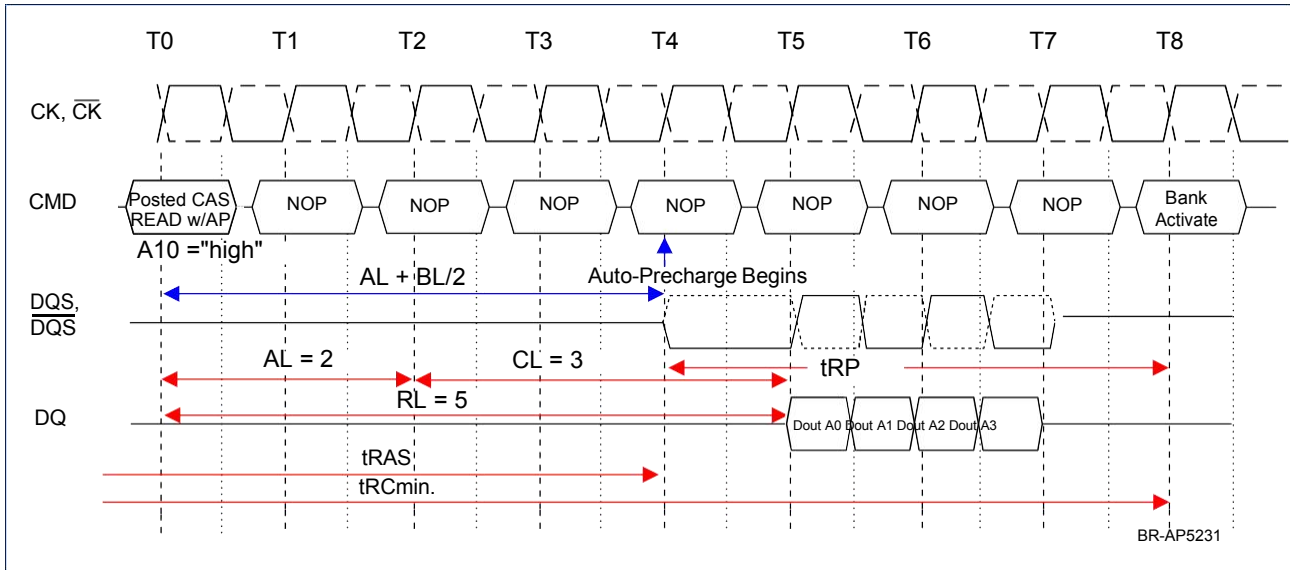 T0 T1 T2 T3 T4 T5 T6 T7 T8
CK, CK
CMD
Posted CAS
READ w/AP
NOP NOP NOP NOP NOP NOP NOP
Bank
Activate
A10 ="high"
AL + BL/2
Auto-Precharge Begins
DQS,
DQS
AL = 2
CL = 3
tRP
RL = 5
DQ
Dout A0 Dout A1 Dout A2 Dout A3
tRAS
tRCmin.
BR-AP5231